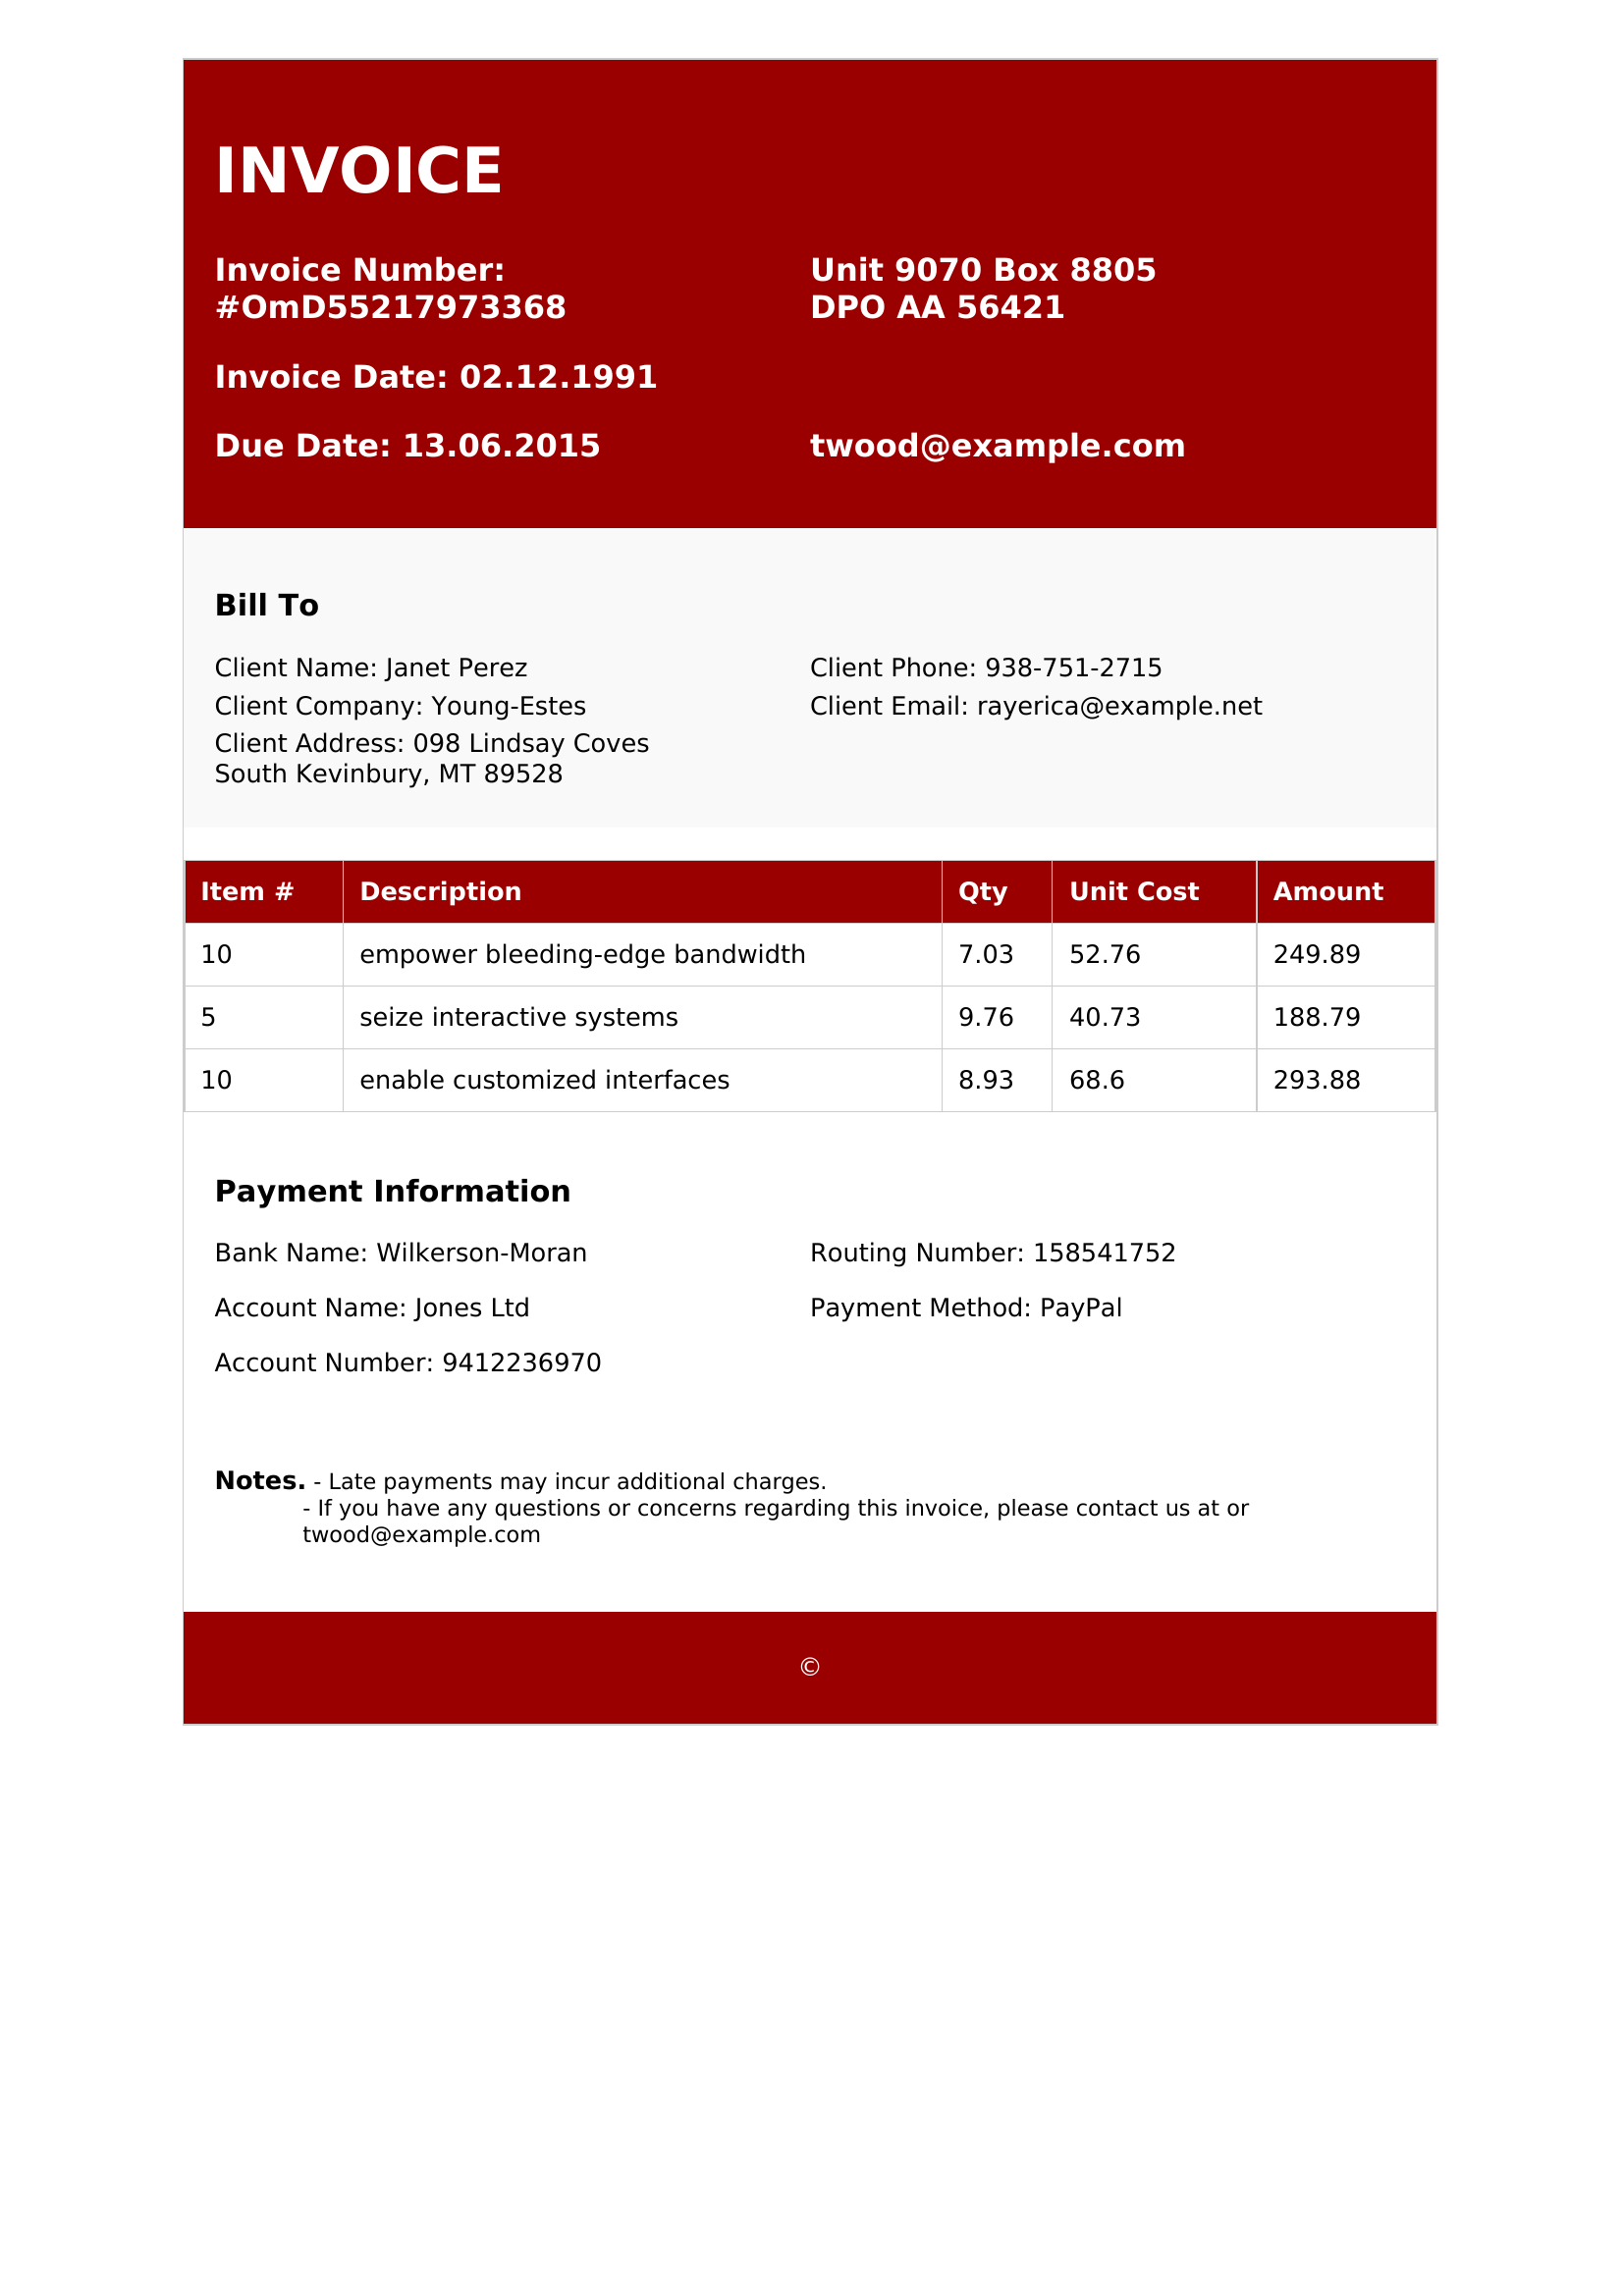 INVOICE
Invoice Number:
#OmD55217973368
Unit 9070 Box 8805
DPO AA 56421
Invoice Date: 02.12.1991
Due Date: 13.06.2015
twood@example.com
Bill To
Client Name: Janet Perez
Client Phone: 938-751-2715
Client Company: Young-Estes
Client Email: rayerica@example.net
Client Address: 098 Lindsay Coves
South Kevinbury, MT 89528
Item # Description Qty Unit Cost Amount
10 empower bleeding-edge bandwidth 7.03 52.76 249.89
5 seize interactive systems 9.76 40.73 188.79
10 enable customized interfaces 8.93 68.6 293.88
Payment Information
Bank Name: Wilkerson-Moran
Routing Number: 158541752
Account Name: Jones Ltd
Payment Method: PayPal
Account Number: 9412236970
Notes. - Late payments may incur additional charges.
- If you have any questions or concerns regarding this invoice, please contact us at or
twood@example.com
©